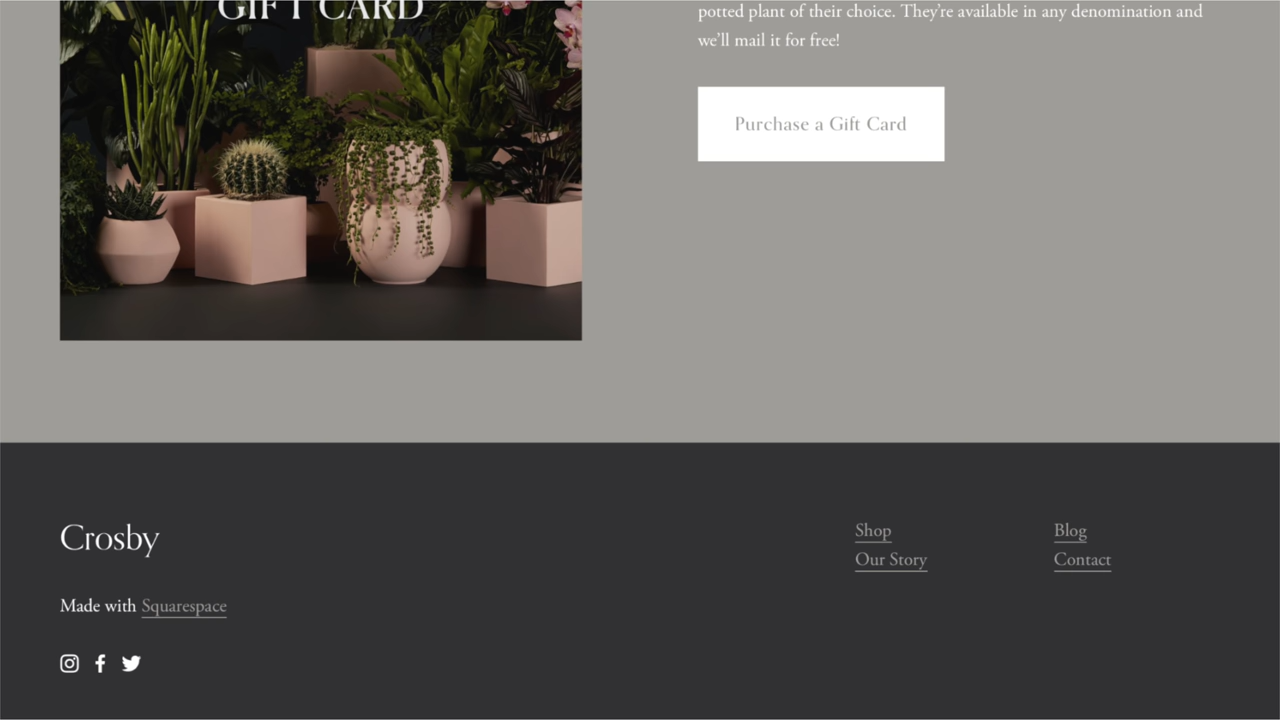 GIFT CARD
potted plant of their choice. They’re available in any denomination and
we’ll mail it for free!
Purchase a Gift Card
Crosby
Shop
Blog
Our Story
Contact
Made with Squarespace